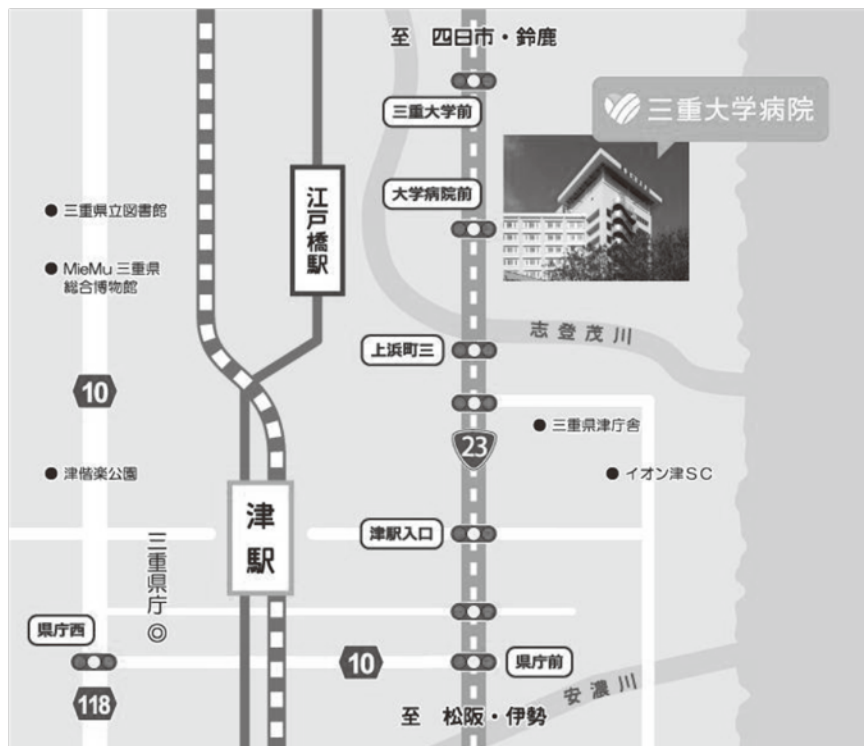 至 四日市・鈴鹿
三重大学前
三重大学病院
大学病院前
江戸橋駅
三重県立図書館
MieMu 三重県
総合博物館
志登茂川
上浜町三
10
三重県津庁舎
23
津偕楽公園
イオン津SC
津駅
津駅入口
三重県庁
県庁西
10
県庁前
118
安濃川
至 松阪・伊勢